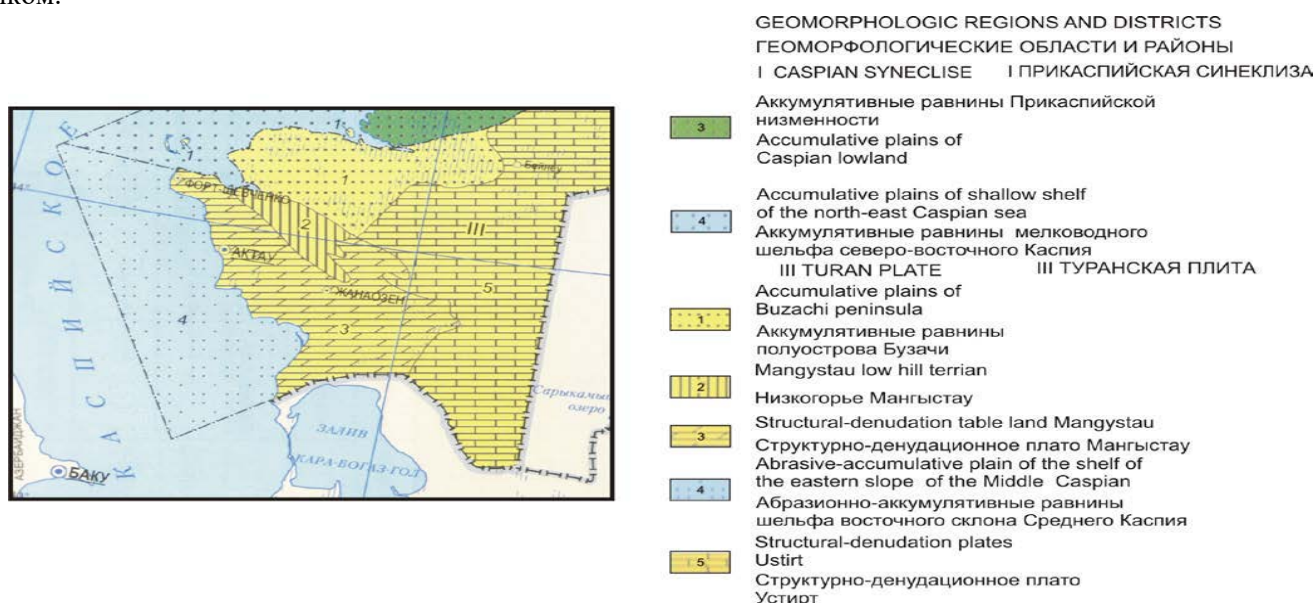 GEOMORPHOLOGIC REGIONS AND DISTRICTS
ГЕОМОРФОЛОГИЧЕСКИЕ ОБЛАСТИ И РАЙОНЫ
I CASPIAN SYNECLISE I ПРИКАСПИЙСКАЯ СИНЕКЛИЗА
3
Аккумулятивные равнины Прикаспийской
низменности
Accumulative plains of
Caspian lowland
4
Accumulative plains of shallow shelf
of the north-east Caspian sea
Аккумулятивные равнины мелководного
шельфа северо-восточного Каспия
III TURAN PLATE III ТУРАНСКАЯ ПЛИТА
1
Accumulative plains of
Buzachi peninsula
Аккумулятивные равнины
полуострова Бузачи
2
Mangystau low hill terrian
Низкогорье Мангыстау
3
Structural-denudation table land Mangystau
Структурно-денудационное плато Мангыстау
4
Abrasive-accumulative plain of the shelf of
the eastern slope of the Middle Caspian
Абразионно-аккумулятивные равнины
шельфа восточного склона Среднего Каспия
5
Structural-denudation plates
Ustirt
Структурно-денудационное плато
Устирт
КАСПИЙСКОЕ
1
1
1
Бейнеу
44°
ФОРТ-ШЕВЧЕНКО
2
III
АКТАУ
ЖАНАОЗЕН
5
4
3
Сарыкамы
озеро
ЗАЛИВ
КАРА-БОГАЗ-ГОЛ
АЗЕРБАЙДЖАН
БАКУ